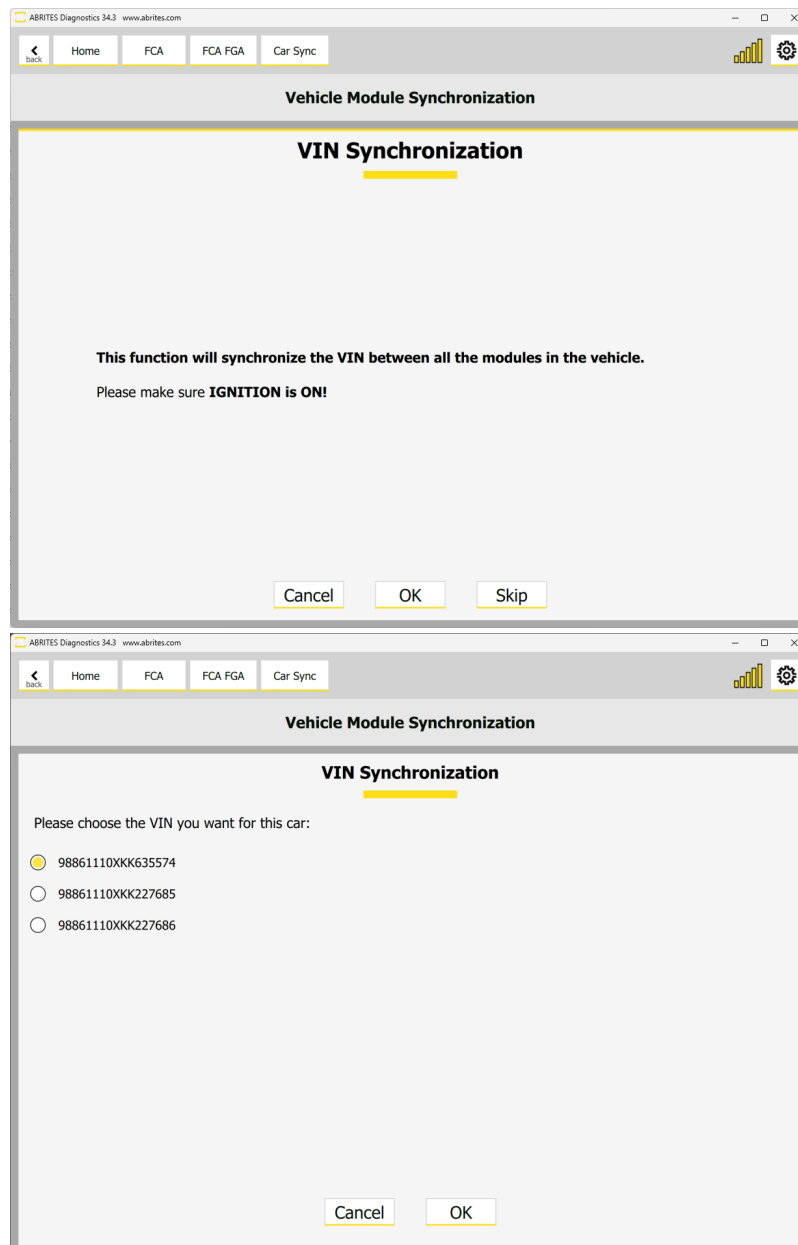 ABRITES Diagnostics 34.3 www.abrites.com
back
Home
FCA
FCA FGA
Car Sync
Vehicle Module Synchronization
VIN Synchronization
This function will synchronize the VIN between all the modules in the vehicle.
Please make sure IGNITION is ON!
Cancel
OK
Skip
ABRITES Diagnostics 34.3 www.abrites.com
back
Home
FCA
FCA FGA
Car Sync
Vehicle Module Synchronization
VIN Synchronization
Please choose the VIN you want for this car:
98861110XKK635574
98861110XKK227685
98861110XKK227686
Cancel
OK